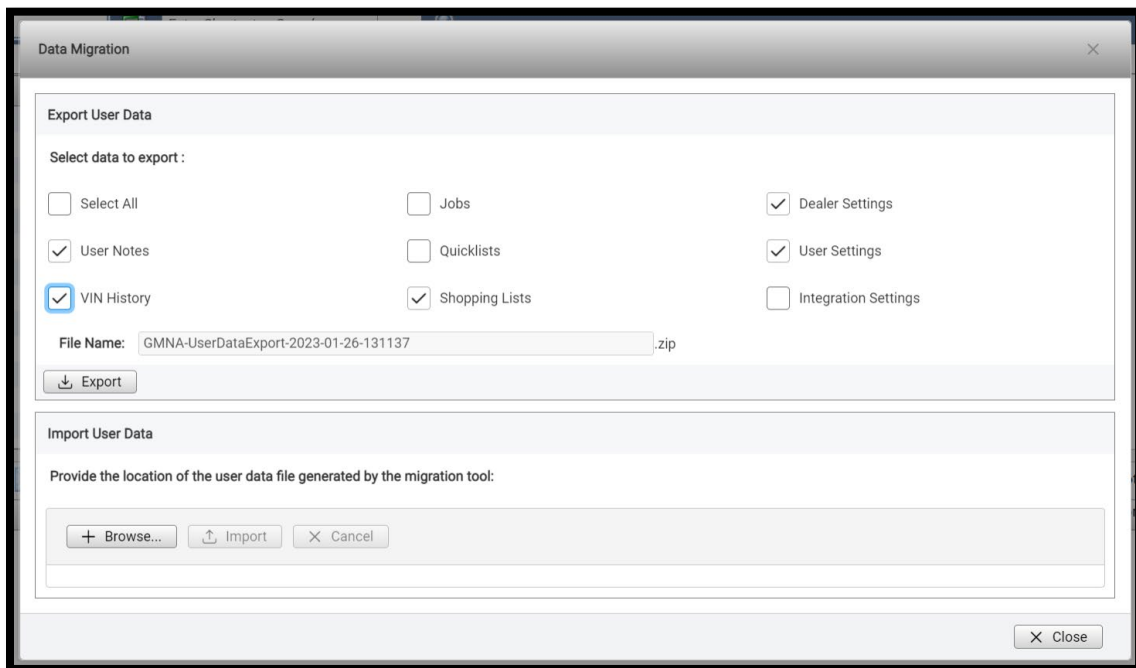 Data Migration
Export User Data
Select data to export :
Select All Jobs Dealer Settings
User Notes Quicklists User Settings
VIN History Shopping Lists Integration Settings
File Name: GMNA-UserDataExport-2023-01-26-131137 .zip
Export
Import User Data
Provide the location of the user data file generated by the migration tool:
Browse... Import Cancel
Close